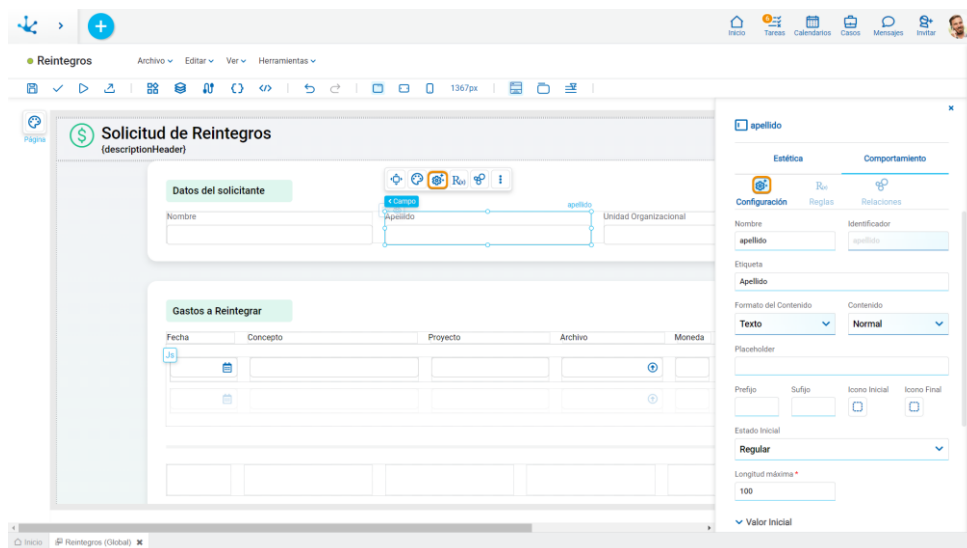 6
Inicio Tareas Calendarios Casos Mensajes Invitar
Reintegros Archivo Editar Ver Herramientas
1367px
Página
Solicitud de Reintegros
{descriptionHeader}
Datos del solicitante
Campo apellido
Nombre Apellido Unidad Organizacional
Gastos a Reintegrar
Fecha Concepto Proyecto Archivo Moneda
Js
apellido
Estética Comportamiento
Configuración Reglas Relaciones
Nombre Identificador
apellido apellido
Etiqueta
Apellido
Formato del Contenido Contenido
Texto Normal
Placeholder
Prefijo Sufijo Icono Inicial Icono Final
Estado Inicial
Regular
Longitud máxima *
100
Valor Inicial
Inicio Reintegros (Global)